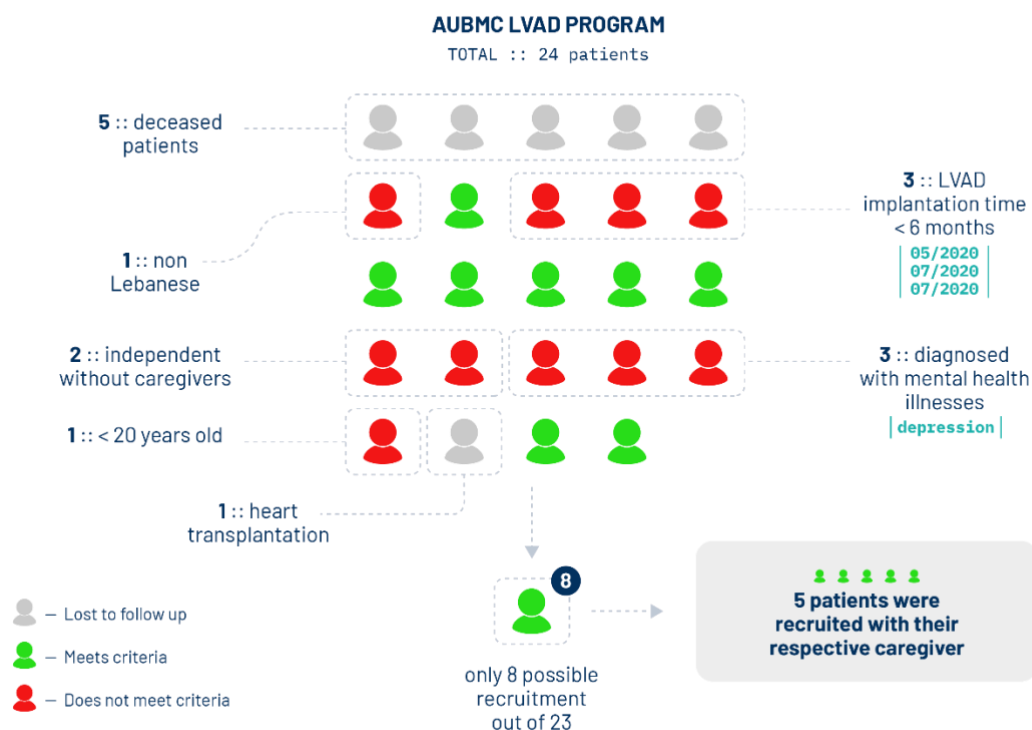 AUBMC LVAD PROGRAM
TOTAL :: 24 patients
5 :: deceased
patients
3 :: LVAD
implantation time
< 6 months
05/2020
07/2020
07/2020
1 :: non
Lebanese
2 :: independent
without caregivers
3 :: diagnosed
with mental health
illnesses
depression
1 :: < 20 years old
1 :: heart
transplantation
8
only 8 possible
recruitment
out of 23
5 patients were
recruited with their
respective caregiver
— Lost to follow up
— Meets criteria
— Does not meet criteria